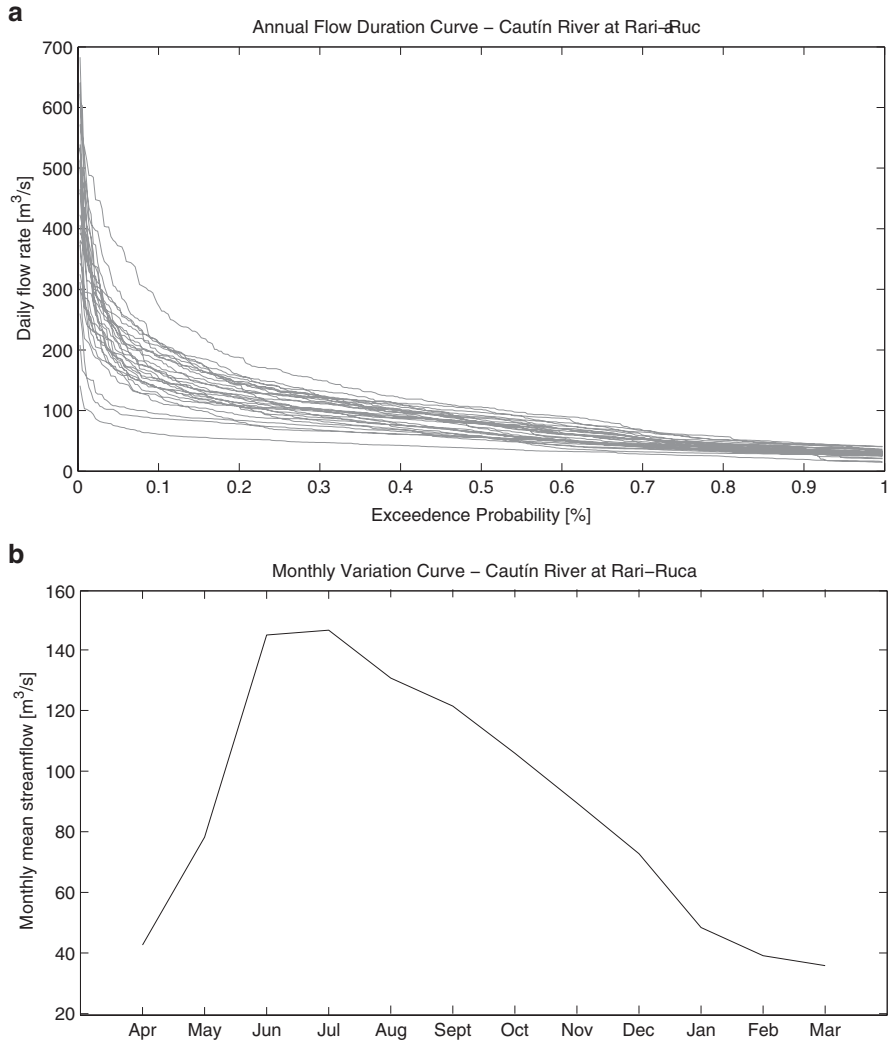 a
Annual Flow Duration Curve – Cautín River at Rari–Ruca
700
600
500
400
300
200
100
0
Daily flow rate [m³/s]
0 0.1 0.2 0.3 0.4 0.5 0.6 0.7 0.8 0.9 1
Exceedence Probability [%]
b
Monthly Variation Curve – Cautín River at Rari–Ruca
160
140
120
100
80
60
40
20
Monthly mean streamflow [m³/s]
Apr May Jun Jul Aug Sept Oct Nov Dec Jan Feb Mar